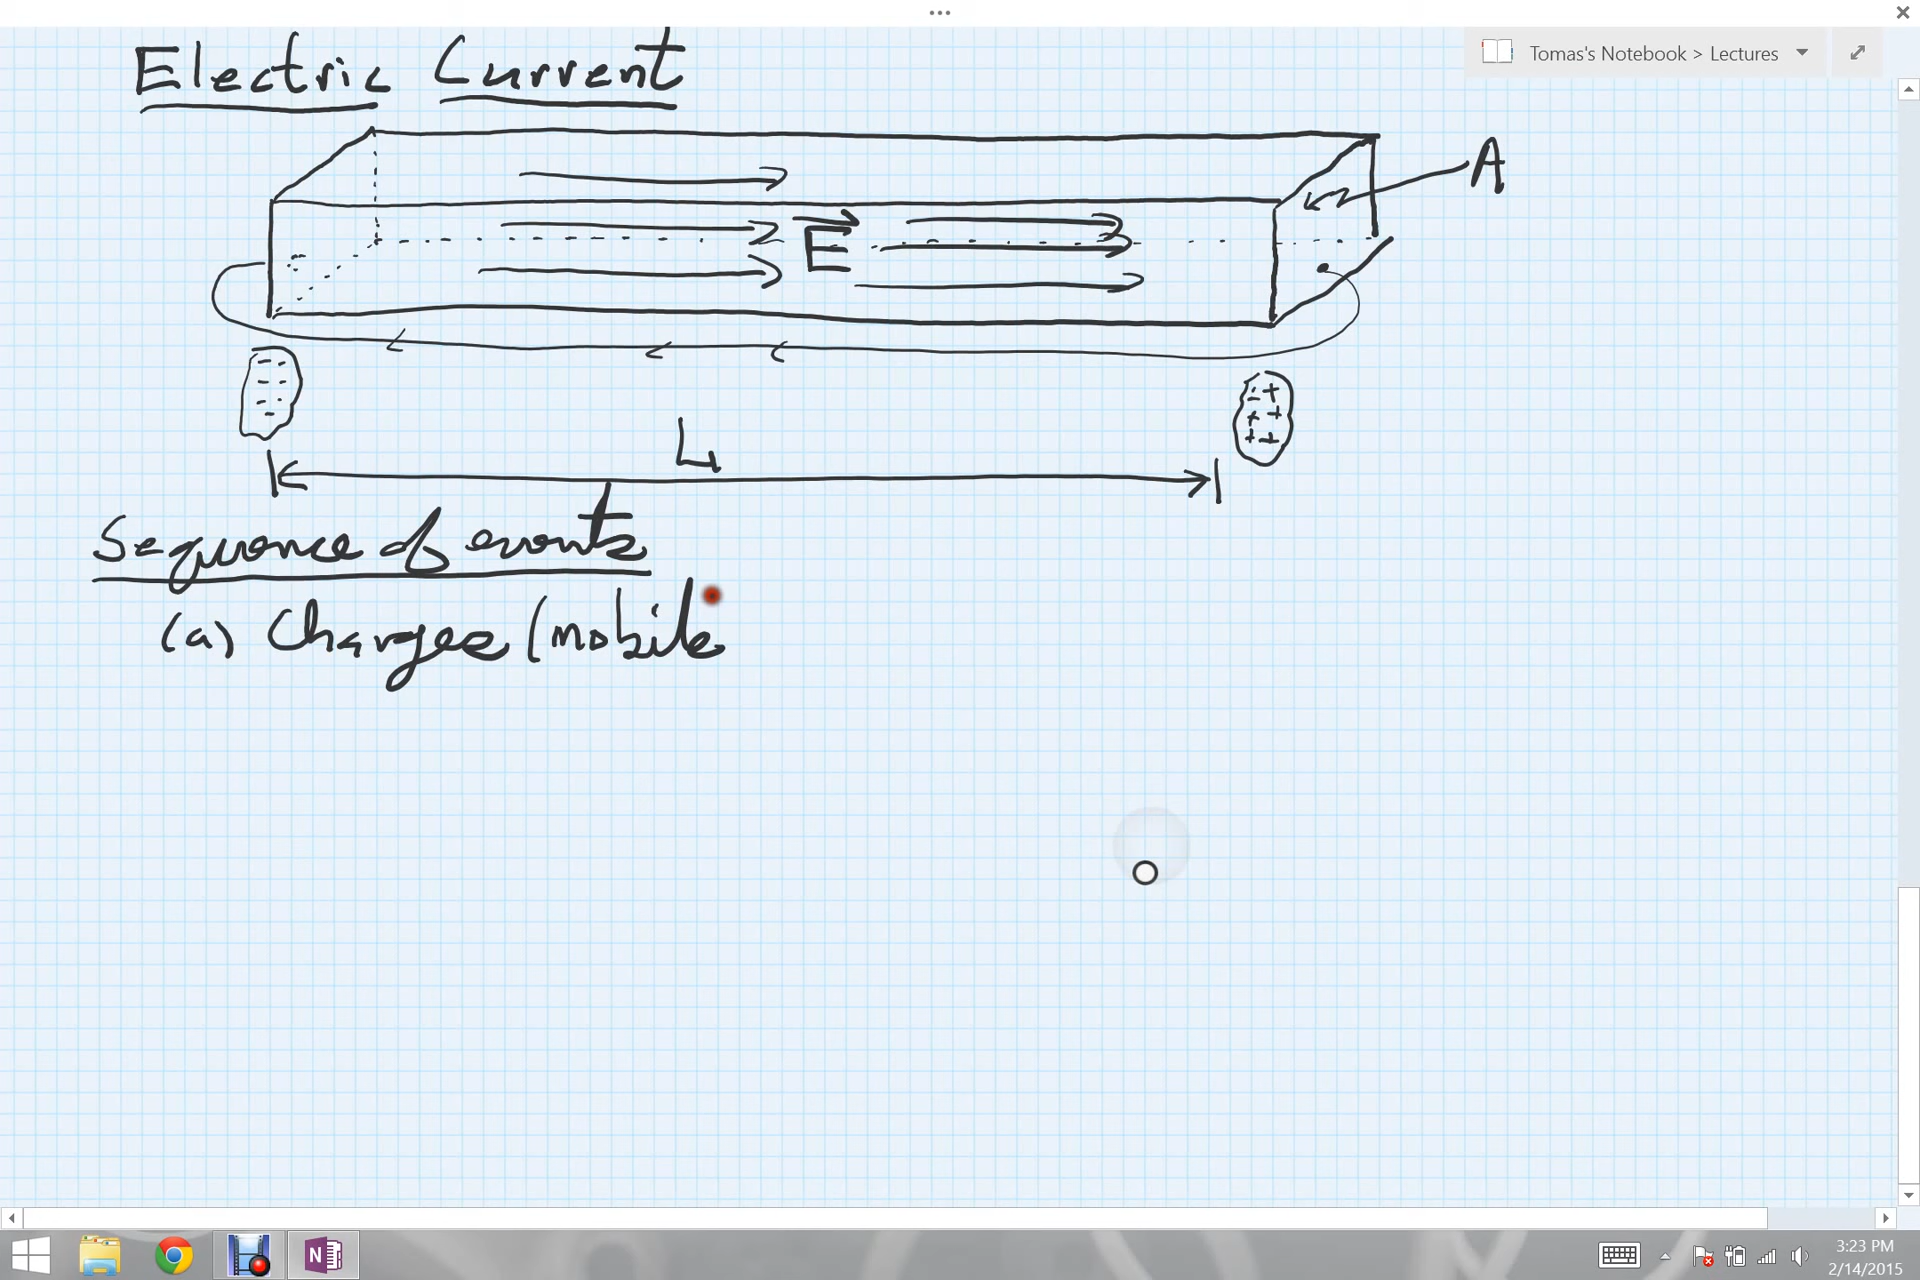 Tomas's Notebook > Lectures
Electric Current
A
E
L
Sequence of events
(a) Charges (mobile
3:23 PM
2/14/2015